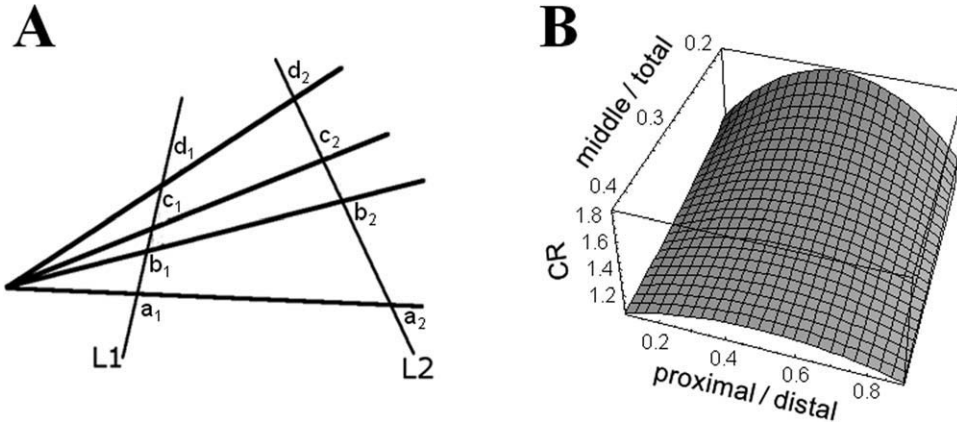 A
d₂
d₁
c₂
c₁
b₂
b₁
a₁
a₂
L1
L2
B
middle / total
0.2
0.3
0.4
CR
1.8
1.6
1.4
1.2
0.2
0.4
0.6
0.8
proximal / distal